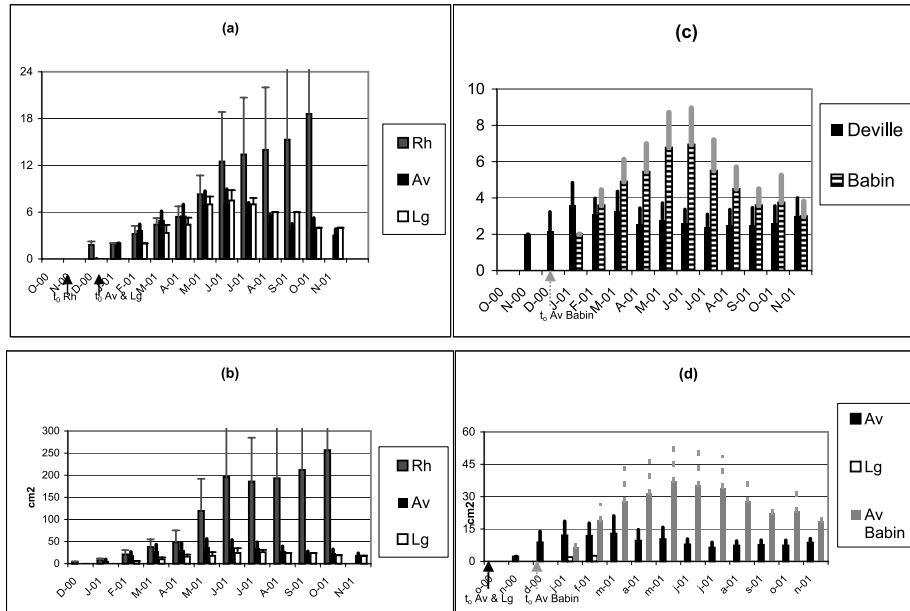 (a)
24
18
12
6
0
O-00
N-00
D-00
J-01
F-01
M-01
A-01
M-01
J-01
J-01
A-01
S-01
O-01
N-01
t₀ Rh
t₀ Av & Lg
Rh
Av
Lg
(c)
10
8
6
4
2
0
O-00
N-00
D-00
J-01
F-01
M-01
A-01
M-01
J-01
J-01
A-01
S-01
O-01
N-01
t₀ Av Babin
Deville
Babin
(b)
cm2
300
250
200
150
100
50
0
D-00
J-01
F-01
M-01
A-01
M-01
J-01
J-01
A-01
S-01
O-01
N-01
Rh
Av
Lg
(d)
cm2
60
45
30
15
0
o-00
n-00
d-00
j-01
f-01
m-01
a-01
m-01
j-01
j-01
a-01
s-01
o-01
n-01
t₀ Av & Lg
t₀ Av Babin
Av
Lg
Av
Babin